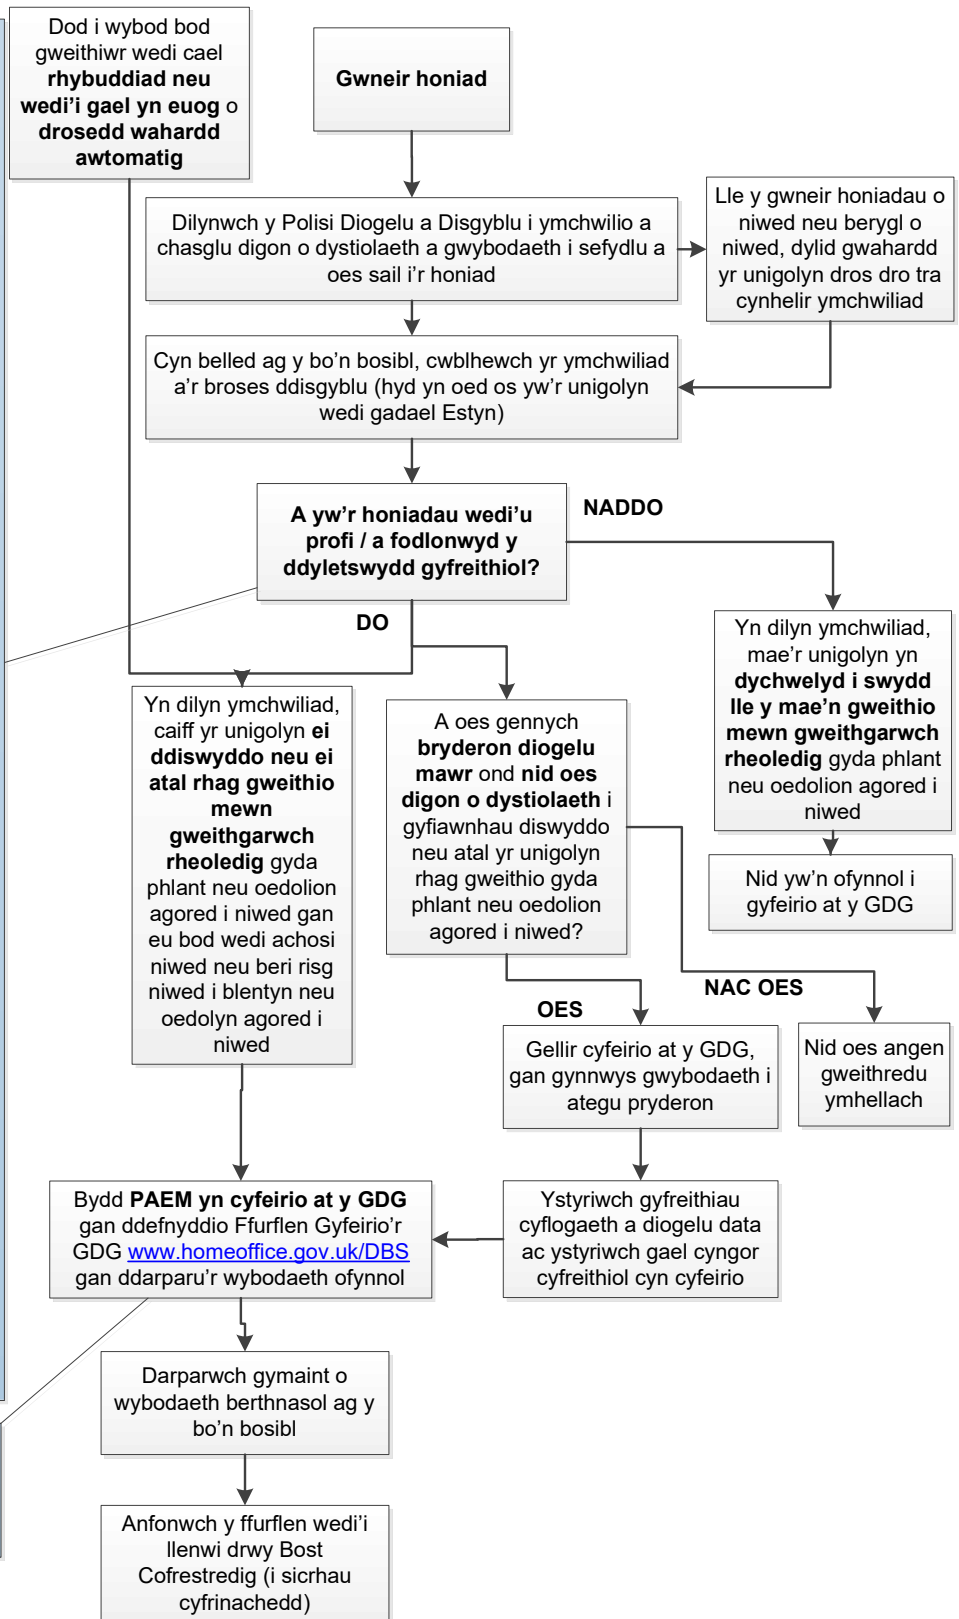 Dod i wybod bod
gweithiwr wedi cael
rhybuddiad neu
wedi'i gael yn euog o
drosedd wahardd
awtomatig
Gwneir honiad
Dilynwch y Polisi Diogelu a Disgyblu i ymchwilio a
chasglu digon o dystiolaeth a gwybodaeth i sefydlu a
oes sail i'r honiad
Lle y gwneir honiadau o
niwed neu berygl o
niwed, dylid gwahardd
yr unigolyn dros dro tra
cynhelir ymchwiliad
Cyn belled ag y bo'n bosibl, cwblhewch yr ymchwiliad
a'r broses ddisgyblu (hyd yn oed os yw'r unigolyn
wedi gadael Estyn)
A yw'r honiadau wedi'u
profi / a fodlonwyd y
ddyletswydd gyfreithiol?
NADDO
DO
Yn dilyn ymchwiliad,
caiff yr unigolyn ei
ddiswyddo neu ei
atal rhag gweithio
mewn
gweithgarwch
rheoledig gyda
phlant neu oedolion
agored i niwed gan
eu bod wedi achosi
niwed neu beri risg
niwed i blentyn neu
oedolyn agored i
niwed
A oes gennych
bryderon diogelu
mawr ond nid oes
digon o dystiolaeth i
gyfiawnhau diswyddo
neu atal yr unigolyn
rhag gweithio gyda
phlant neu oedolion
agored i niwed?
Yn dilyn ymchwiliad,
mae'r unigolyn yn
dychwelyd i swydd
lle y mae'n gweithio
mewn gweithgarwch
rheoledig gyda phlant
neu oedolion agored i
niwed
Nid yw'n ofynnol i
gyfeirio at y GDG
OES
NAC OES
Gellir cyfeirio at y GDG,
gan gynnwys gwybodaeth i
ategu pryderon
Nid oes angen
gweithredu
ymhellach
Bydd PAEM yn cyfeirio at y GDG
gan ddefnyddio Ffurflen Gyfeirio'r
GDG www.homeoffice.gov.uk/DBS
gan ddarparu'r wybodaeth ofynnol
Ystyriwch gyfreithiau
cyflogaeth a diogelu data
ac ystyriwch gael cyngor
cyfreithiol cyn cyfeirio
Darparwch gymaint o
wybodaeth berthnasol ag y
bo'n bosibl
Anfonwch y ffurflen wedi'i
llenwi drwy Bost
Cofrestredig (i sicrhau
cyfrinachedd)